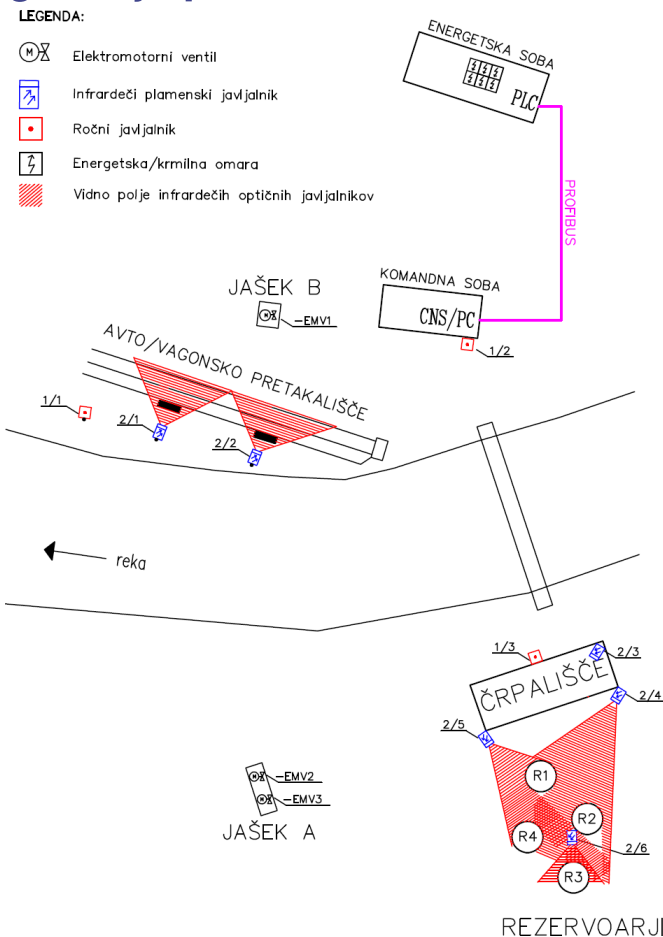 LEGENDA:
M
Elektromotorni ventil
Infrardeči plamenski javljalnik
Ročni javljalnik
Energetska/krmilna omara
Vidno polje infrardečih optičnih javljalnikov
ENERGETSKA SOBA
PLC
PROFIBUS
KOMANDNA SOBA
CNS/PC
1/2
JAŠEK B
-EMV1
AVTO/VAGONSKO PRETAKALIŠČE
1/1
2/1
2/2
reka
1/3
2/3
ČRPALIŠČE
2/4
2/5
R1
R2
R4
2/6
R3
-EMV2
-EMV3
JAŠEK A
REZERVOARJI